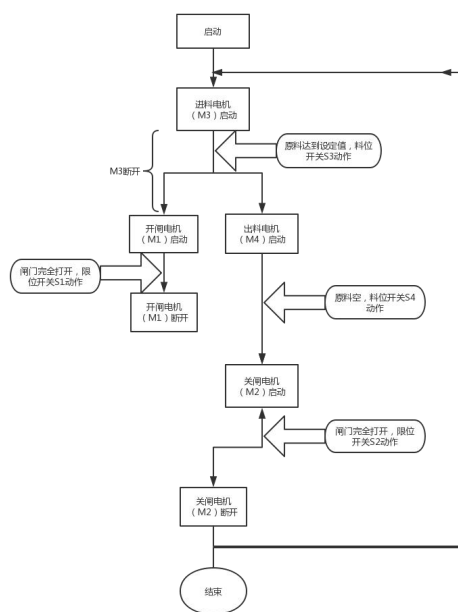 启动
进料电机
（M3）启动
原料达到设定值，料位
开关S3动作
M3断开
开闸电机
（M1）启动
出料电机
（M4）启动
闸门完全打开，限
位开关S1动作
开闸电机
（M1）断开
原料空，料位开关S4
动作
关闸电机
（M2）启动
闸门完全打开，限位
开关S2动作
关闸电机
（M2）断开
结束